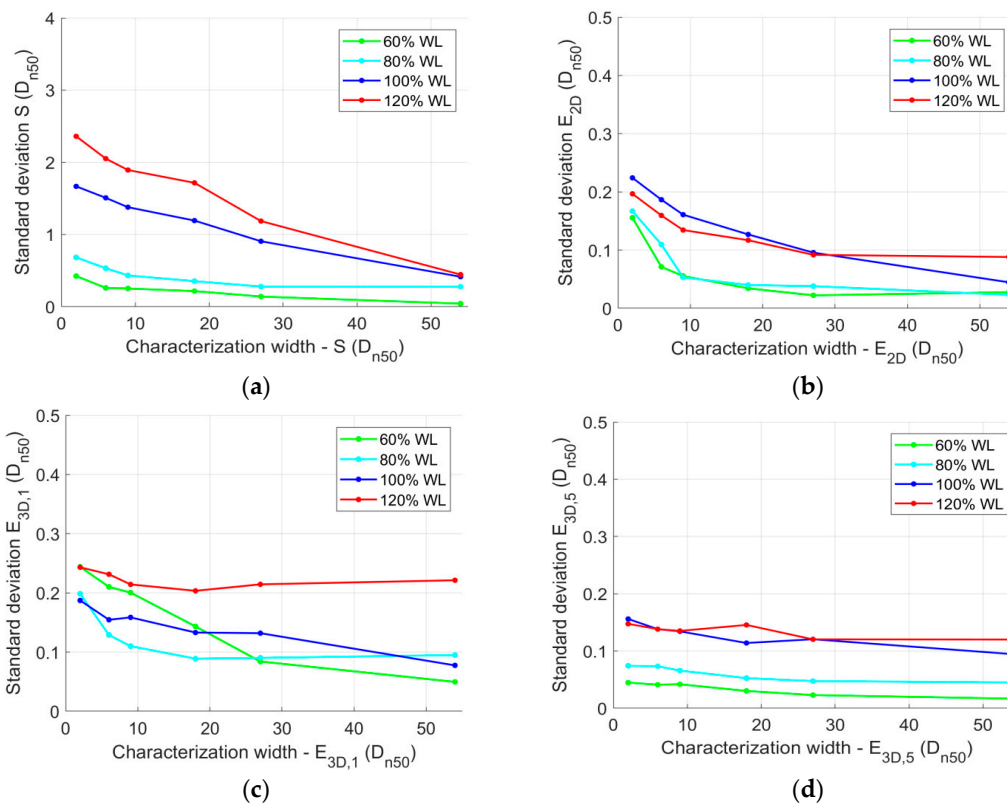 4
3
2
1
0
0 10 20 30 40 50
Standard deviation S (Dn50)
Characterization width - S (Dn50)
60% WL
80% WL
100% WL
120% WL
(a)
0.5
0.4
0.3
0.2
0.1
0
0 10 20 30 40 50
Standard deviation E2D (Dn50)
Characterization width - E2D (Dn50)
60% WL
80% WL
100% WL
120% WL
(b)
0.5
0.4
0.3
0.2
0.1
0
0 10 20 30 40 50
Standard deviation E3D,1 (Dn50)
Characterization width - E3D,1 (Dn50)
60% WL
80% WL
100% WL
120% WL
(c)
0.5
0.4
0.3
0.2
0.1
0
0 10 20 30 40 50
Standard deviation E3D,5 (Dn50)
Characterization width - E3D,5 (Dn50)
60% WL
80% WL
100% WL
120% WL
(d)